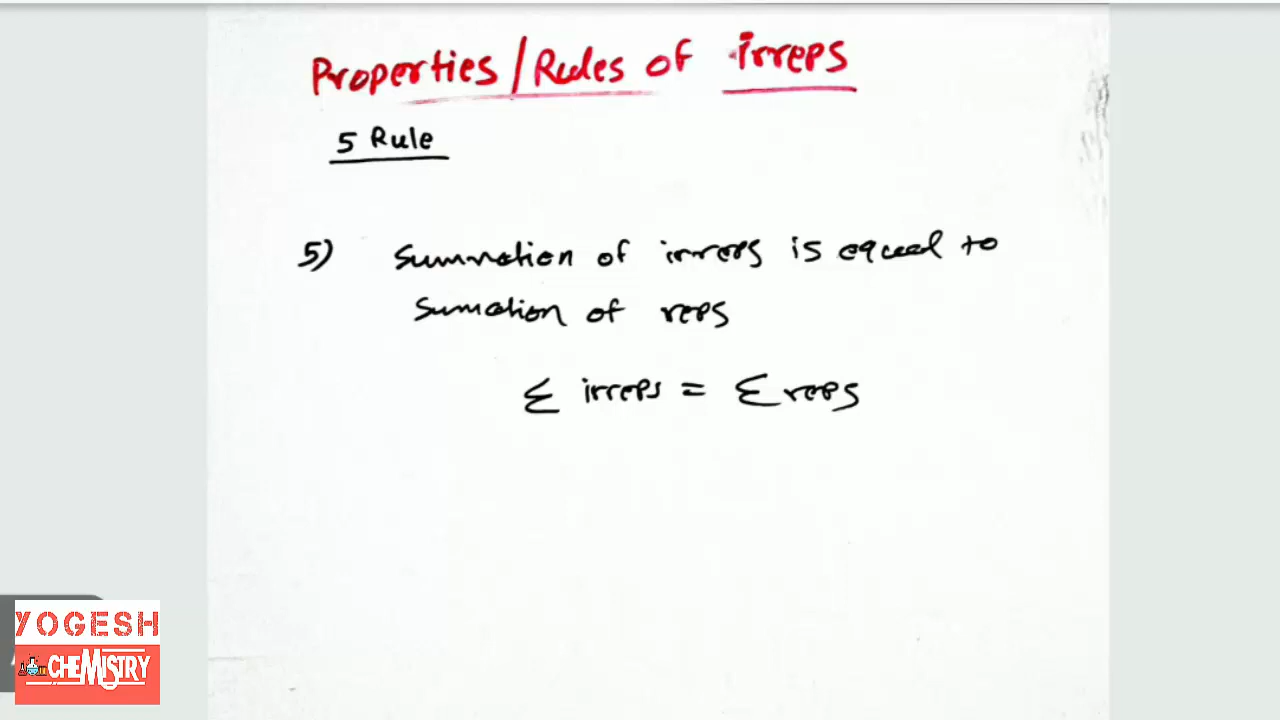 Properties/Rules of irreps
5 Rule
5) Summation of irreps is equal to
Sumation of reps
Σ irreps = Σ reps
YOGESH
CHEMISTRY